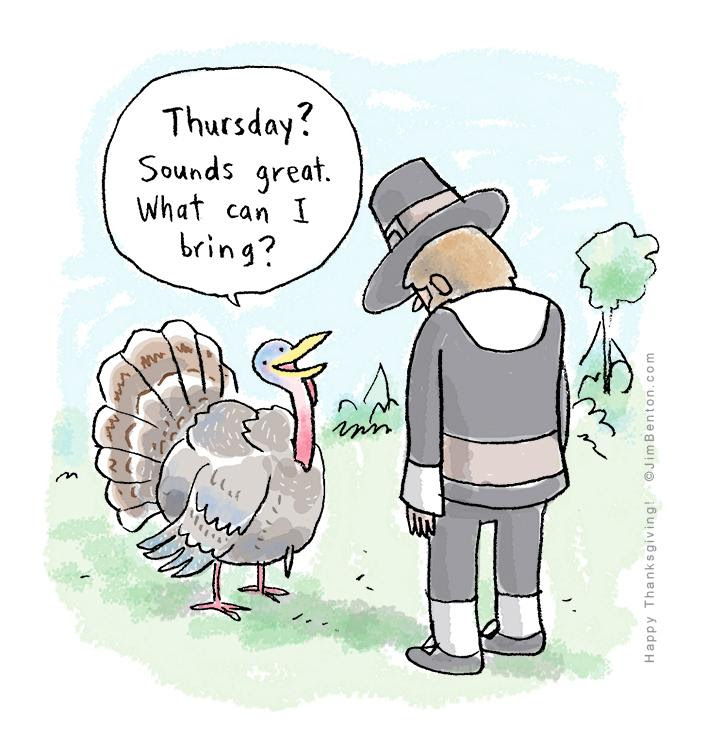 Thursday?
Sounds great.
What can I
bring?
Happy Thanksgiving! ©JimBenton.com